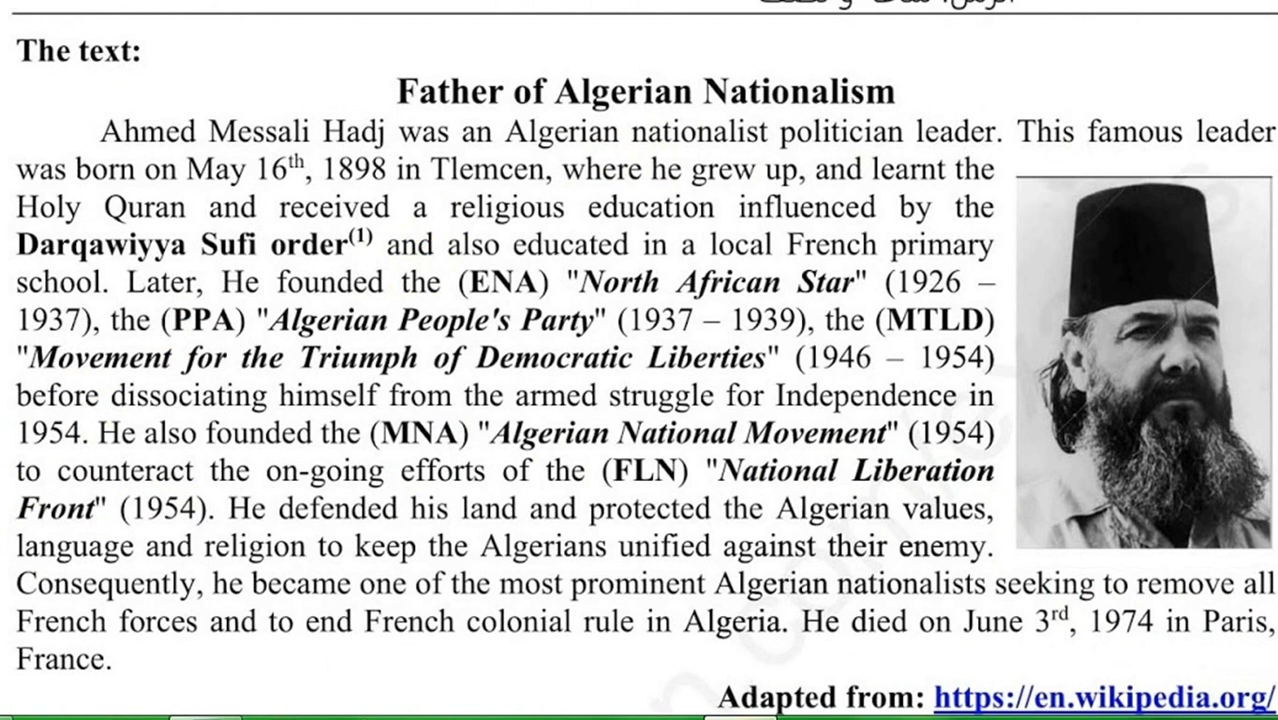 The text:
Father of Algerian Nationalism
Ahmed Messali Hadj was an Algerian nationalist politician leader. This famous leader
was born on May 16th, 1898 in Tlemcen, where he grew up, and learnt the
Holy Quran and received a religious education influenced by the
Darqawiyya Sufi order(1) and also educated in a local French primary
school. Later, He founded the (ENA) "North African Star" (1926 –
1937), the (PPA) "Algerian People's Party" (1937 – 1939), the (MTLD)
"Movement for the Triumph of Democratic Liberties" (1946 – 1954)
before dissociating himself from the armed struggle for Independence in
1954. He also founded the (MNA) "Algerian National Movement" (1954)
to counteract the on-going efforts of the (FLN) "National Liberation
Front" (1954). He defended his land and protected the Algerian values,
language and religion to keep the Algerians unified against their enemy.
Consequently, he became one of the most prominent Algerian nationalists seeking to remove all
French forces and to end French colonial rule in Algeria. He died on June 3rd, 1974 in Paris,
France.
Adapted from: https://en.wikipedia.org/